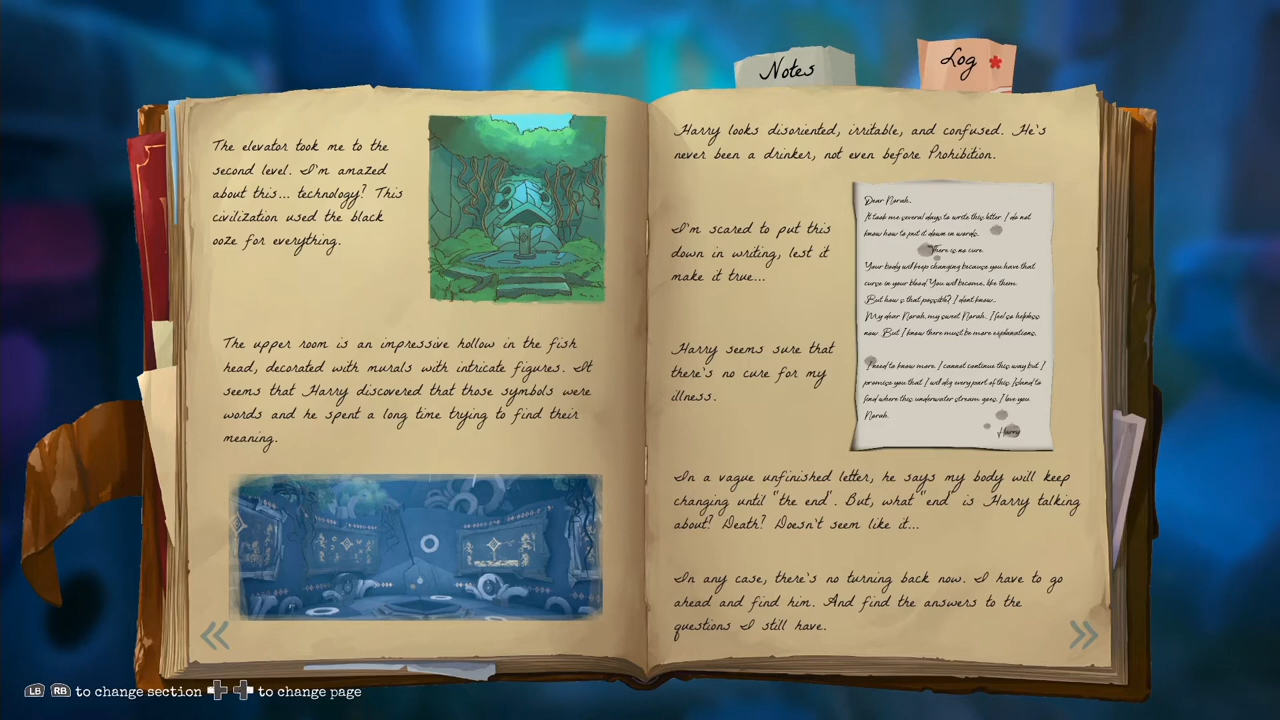 Notes
Log
The elevator took me to the
second level. I'm amazed
about this... technology? This
civilization used the black
ooze for everything.
The upper room is an impressive hollow in the fish
head, decorated with murals with intricate figures. It
seems that Harry discovered that those symbols were
words and he spent a long time trying to find their
meaning.
Harry looks disoriented, irritable, and confused. He's
never been a drinker, not even before Prohibition.
I'm scared to put this
down in writing, lest it
make it true...
Harry seems sure that
there's no cure for my
illness.
Dear Norah,
It took me several days to write this letter. I do not
know how to put it down in words.
There is no cure.
Your body will keep changing because you have that
curse in your blood. You will become, like them.
But how is that possible? I dont know...
My dear Norah, my sweet Norah. I feel so helpless
now. But I know there must be more explanations.
I need to know more. I cannot continue this way but I
promise you that I will dig every part of this Island to
find where this underwater stream goes. I love you
Norah.
Harry
In a vague unfinished letter, he says my body will keep
changing until "the end". But, what "end" is Harry talking
about? Death? Doesn't seem like it...
In any case, there's no turning back now. I have to go
ahead and find him. And find the answers to the
questions I still have.
LB RB to change section to change page